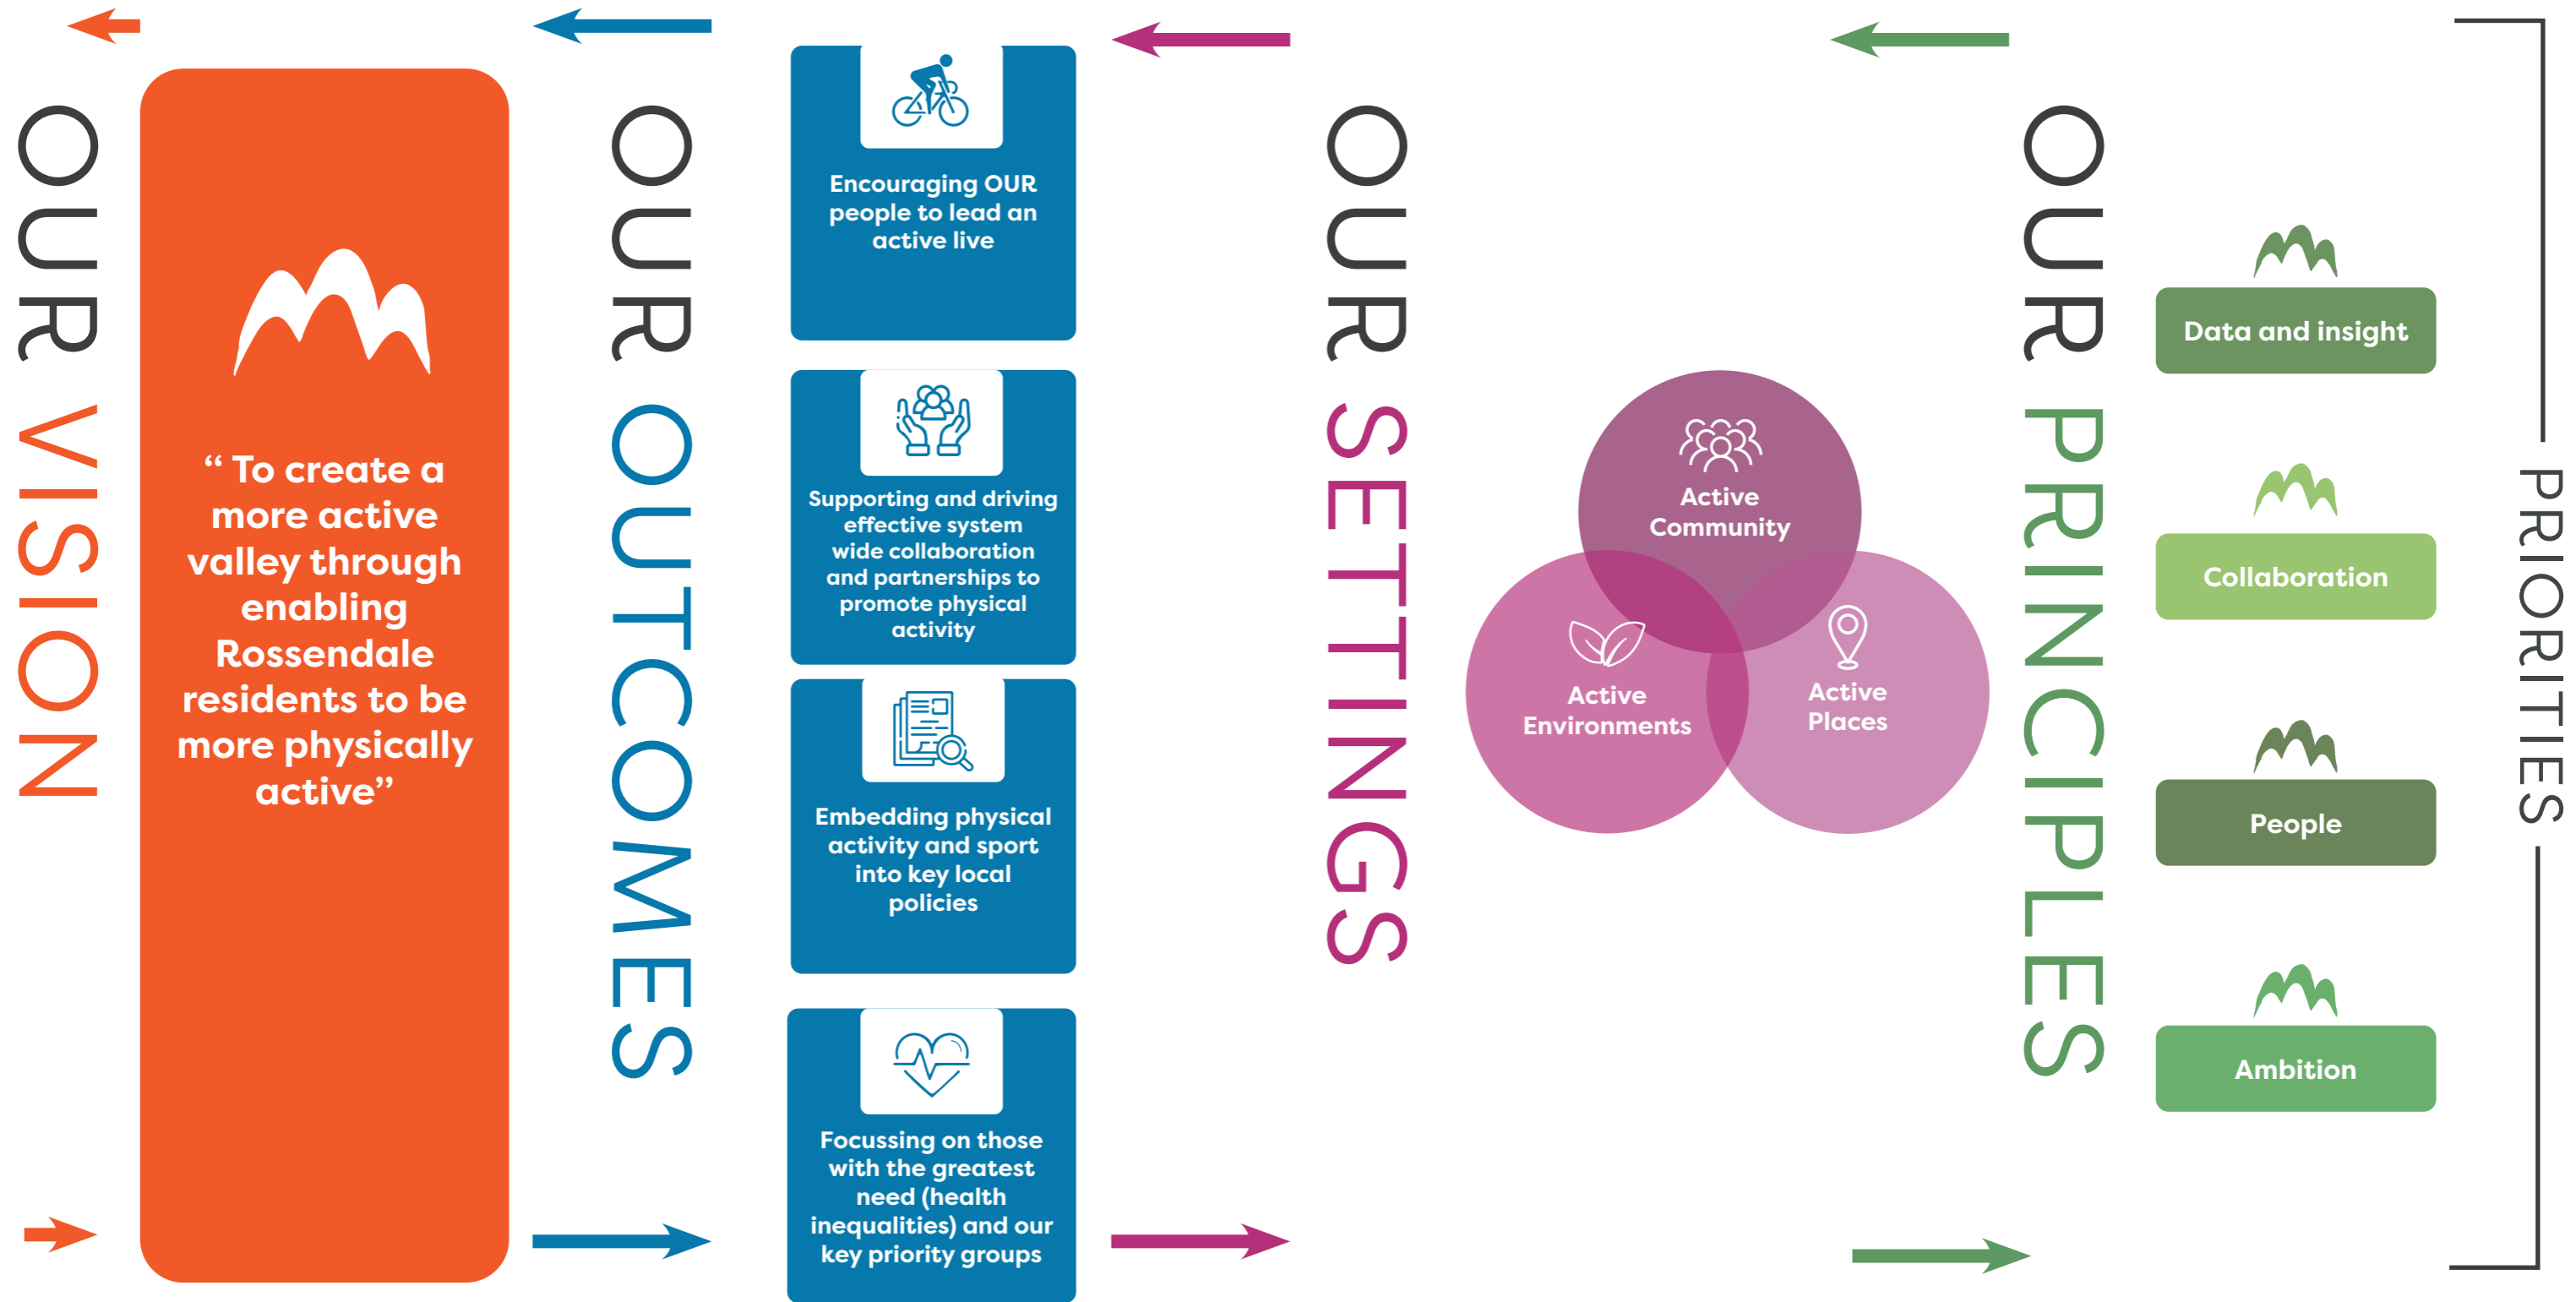 OUR VISION
“ To create a
more active
valley through
enabling
Rossendale
residents to be
more physically
active”
OUR OUTCOMES
Encouraging OUR
people to lead an
active live
Supporting and driving
effective system
wide collaboration
and partnerships to
promote physical
activity
Embedding physical
activity and sport
into key local
policies
Focussing on those
with the greatest
need (health
inequalities) and our
key priority groups
OUR SETTINGS
Active
Community
Active
Environments
Active
Places
OUR PRINCIPLES
Data and insight
Collaboration
People
Ambition
PRIORITIES